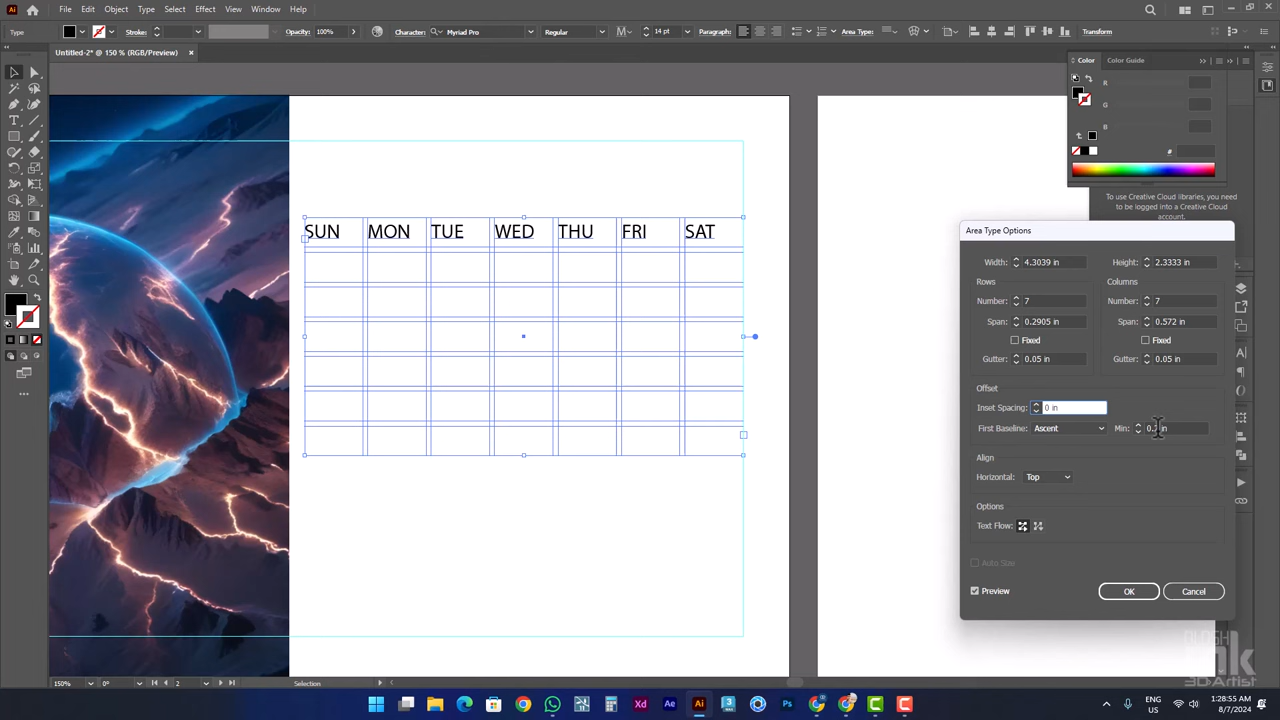 File Edit Object Type Select Effect View Window Help
Type Stroke: Opacity: 100% Character: Myriad Pro Regular 14 pt Paragraph: Area Type: Transform
Untitled-2* @ 150 % (RGB/Preview)
Color Color Guide
R
G
B
#
To use Creative Cloud libraries, you
need to be logged into a Creative Cloud
account.
SUN MON TUE WED THU FRI SAT
Area Type Options
Width: 4.3039 in Height: 2.3333 in
Rows Columns
Number: 7 Number: 7
Span: 0.2905 in Span: 0.572 in
Fixed Fixed
Gutter: 0.05 in Gutter: 0.05 in
Offset
Inset Spacing: 0 in
First Baseline: Ascent Min: in
Align
Horizontal: Top
Options
Text Flow:
Auto Size
Preview OK Cancel
3D Artist
150% 0° 2 Selection
ENG
US
1:28:55 AM
8/7/2024